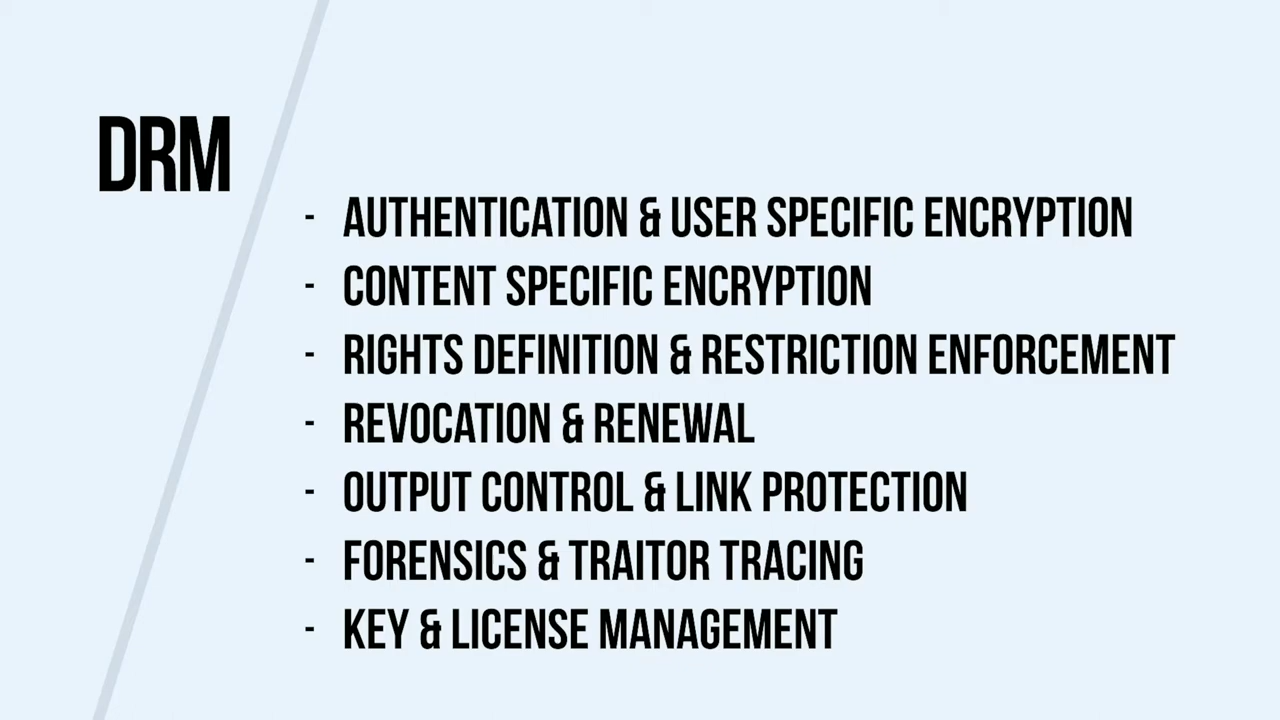 DRM
- AUTHENTICATION & USER SPECIFIC ENCRYPTION
- CONTENT SPECIFIC ENCRYPTION
- RIGHTS DEFINITION & RESTRICTION ENFORCEMENT
- REVOCATION & RENEWAL
- OUTPUT CONTROL & LINK PROTECTION
- FORENSICS & TRAITOR TRACING
- KEY & LICENSE MANAGEMENT